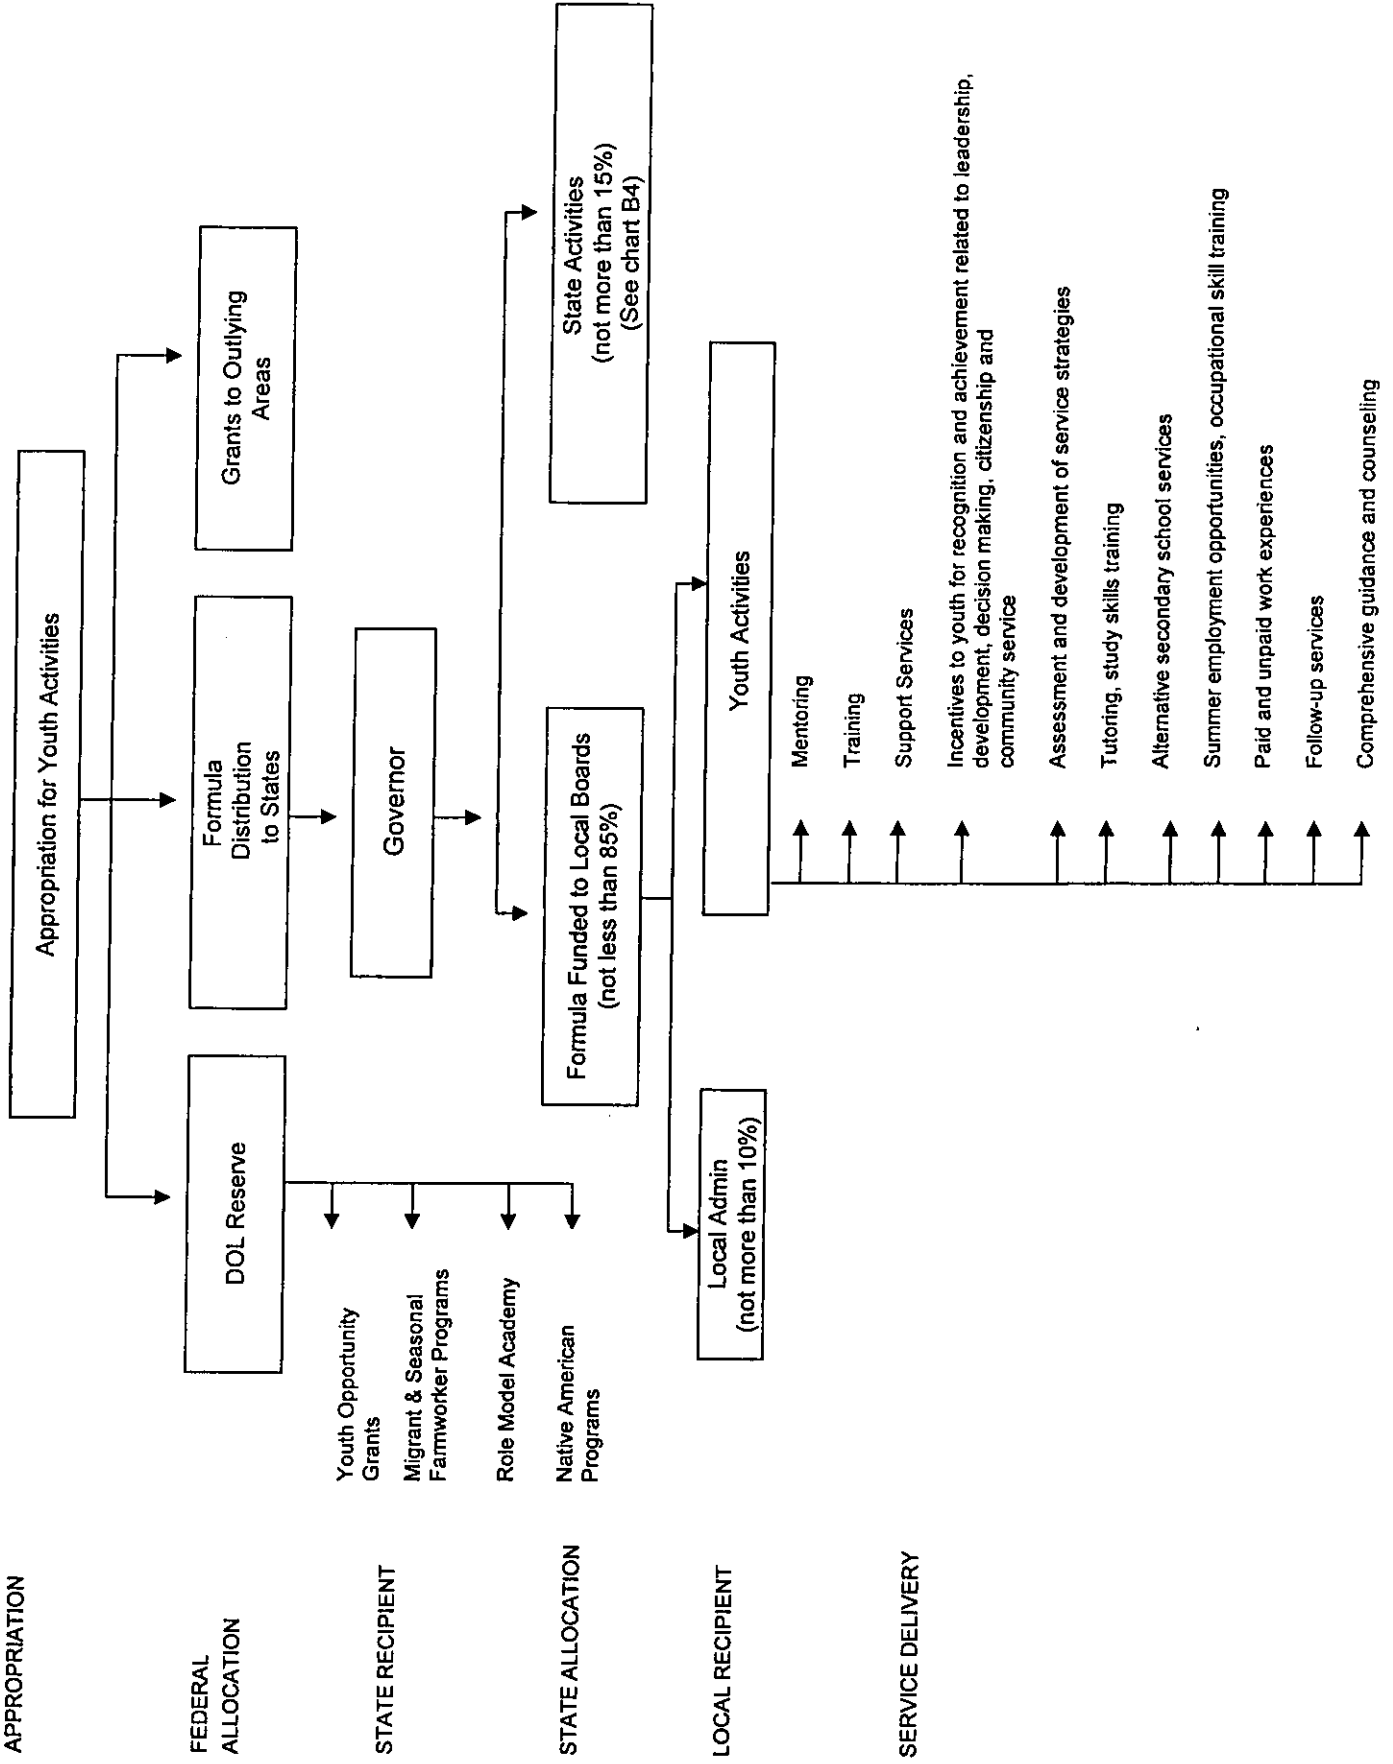 APPROPRIATION
Appropriation for Youth Activities
FEDERAL
ALLOCATION
DOL Reserve
Formula
Distribution
to States
Grants to Outlying
Areas
Youth Opportunity
Grants
Migrant & Seasonal
Farmworker Programs
Role Model Academy
Native American
Programs
STATE RECIPIENT
Governor
STATE ALLOCATION
Formula Funded to Local Boards
(not less than 85%)
State Activities
(not more than 15%)
(See chart B4)
LOCAL RECIPIENT
Local Admin
(not more than 10%)
Youth Activities
SERVICE DELIVERY
Mentoring
Training
Support Services
Incentives to youth for recognition and achievement related to leadership,
development, decision making, citizenship and
community service
Assessment and development of service strategies
Tutoring, study skills training
Alternative secondary school services
Summer employment opportunities, occupational skill training
Paid and unpaid work experiences
Follow-up services
Comprehensive guidance and counseling